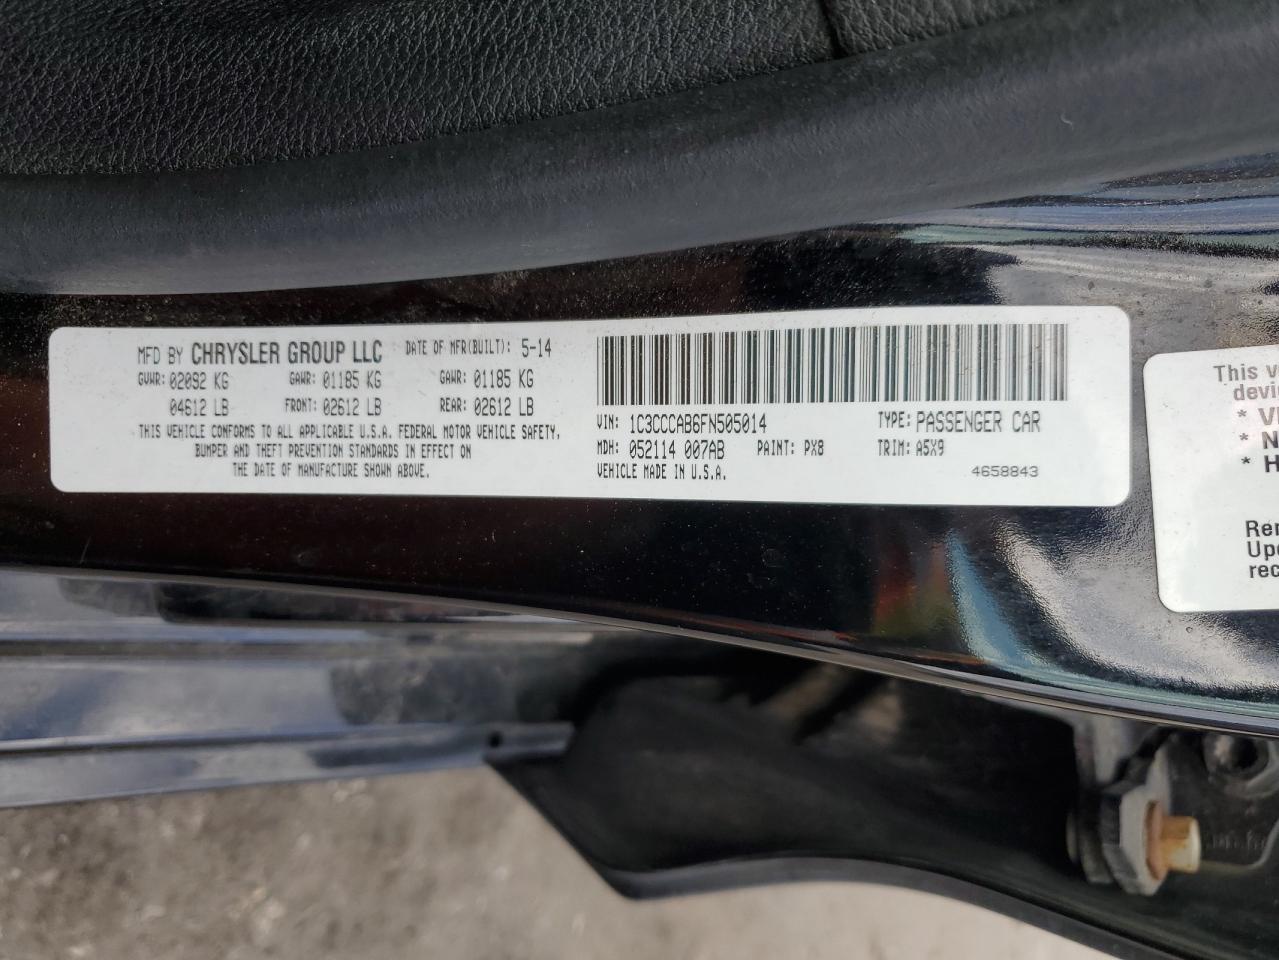 MFD BY CHRYSLER GROUP LLC DATE OF MFR(BUILT): 5-14
GVWR: 02092 KG GAWR: 01185 KG GAWR: 01185 KG
04612 LB FRONT: 02612 LB REAR: 02612 LB
THIS VEHICLE CONFORMS TO ALL APPLICABLE U.S.A. FEDERAL MOTOR VEHICLE SAFETY,
BUMPER AND THEFT PREVENTION STANDARDS IN EFFECT ON
THE DATE OF MANUFACTURE SHOWN ABOVE.
VIN: 1C3CCCAB6FN505014 TYPE: PASSENGER CAR
MDH: 052114 007AB PAINT: PX8 TRIM: A5X9
VEHICLE MADE IN U.S.A. 4658843
This v
devic
* V
* N
* H
Rer
Upo
rec